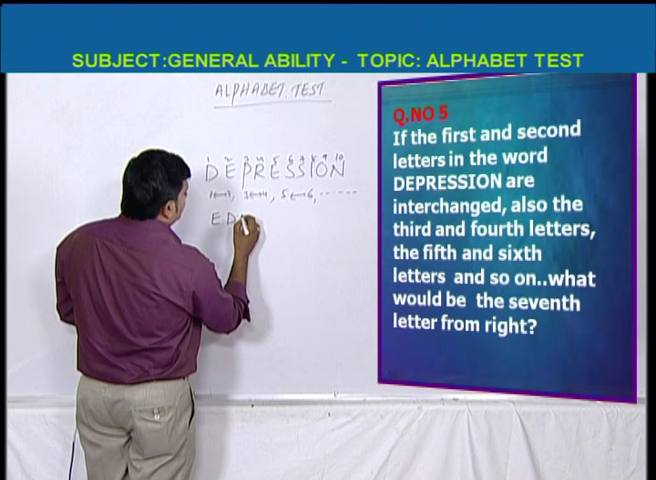 SUBJECT:GENERAL ABILITY - TOPIC: ALPHABET TEST
ALPHABET TEST
1 2 3 4 5 6 7 8 9 10
DEPRESSION
1↔2, 3↔4, 5↔6, ------
ED
Q.NO 5
If the first and second
letters in the word
DEPRESSION are
interchanged, also the
third and fourth letters,
the fifth and sixth
letters and so on..what
would be the seventh
letter from right?